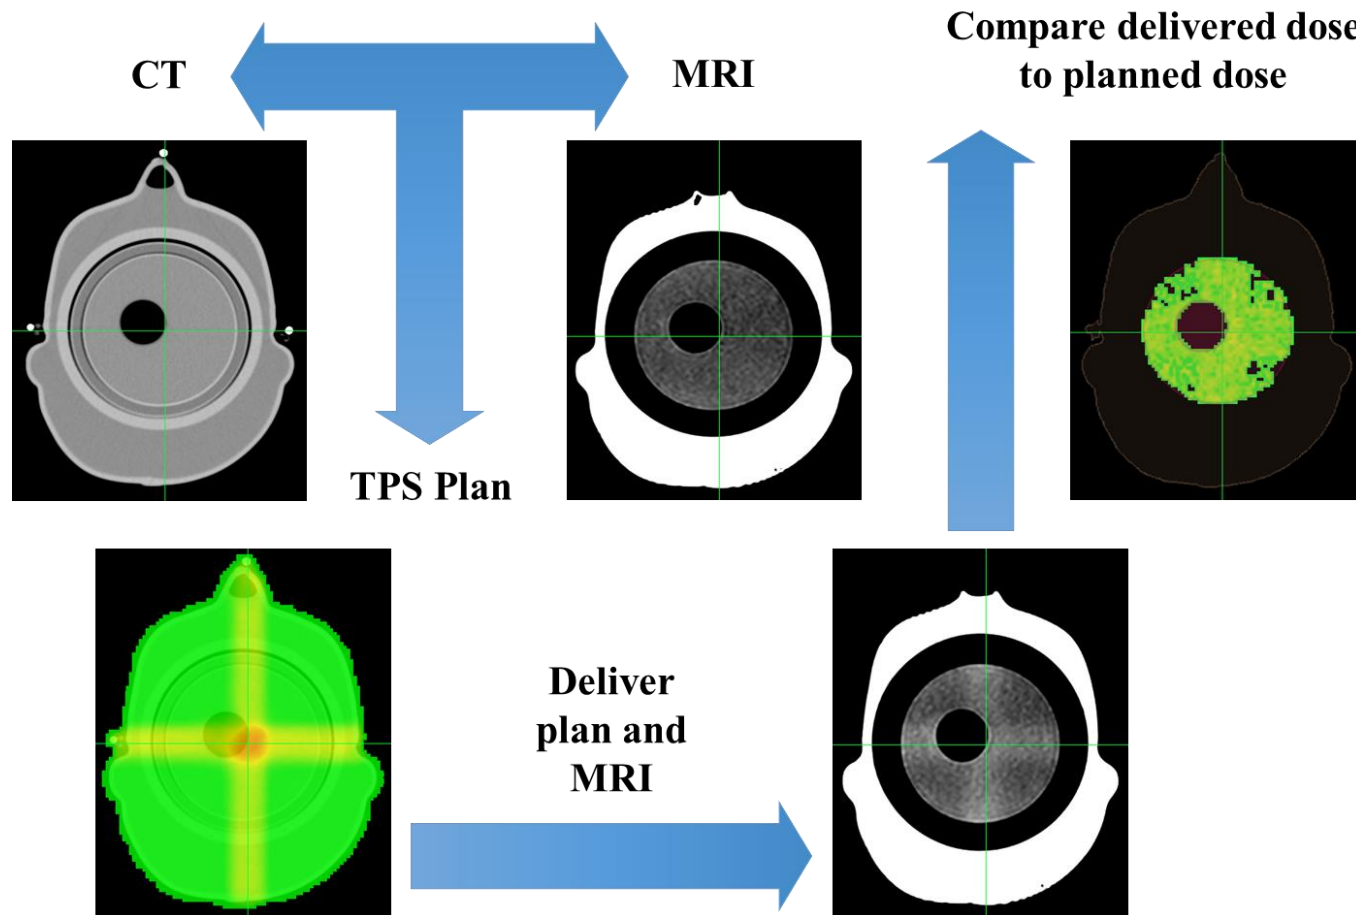 CT
MRI
Compare delivered dose
to planned dose
TPS Plan
Deliver
plan and
MRI